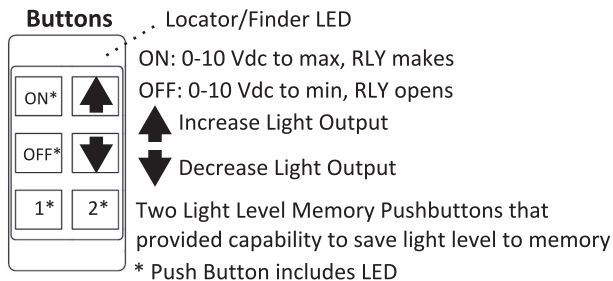 Buttons
Locator/Finder LED
ON: 0-10 Vdc to max, RLY makes
ON*
OFF: 0-10 Vdc to min, RLY opens
Increase Light Output
OFF*
Decrease Light Output
1* 2*
Two Light Level Memory Pushbuttons that
provided capability to save light level to memory
* Push Button includes LED